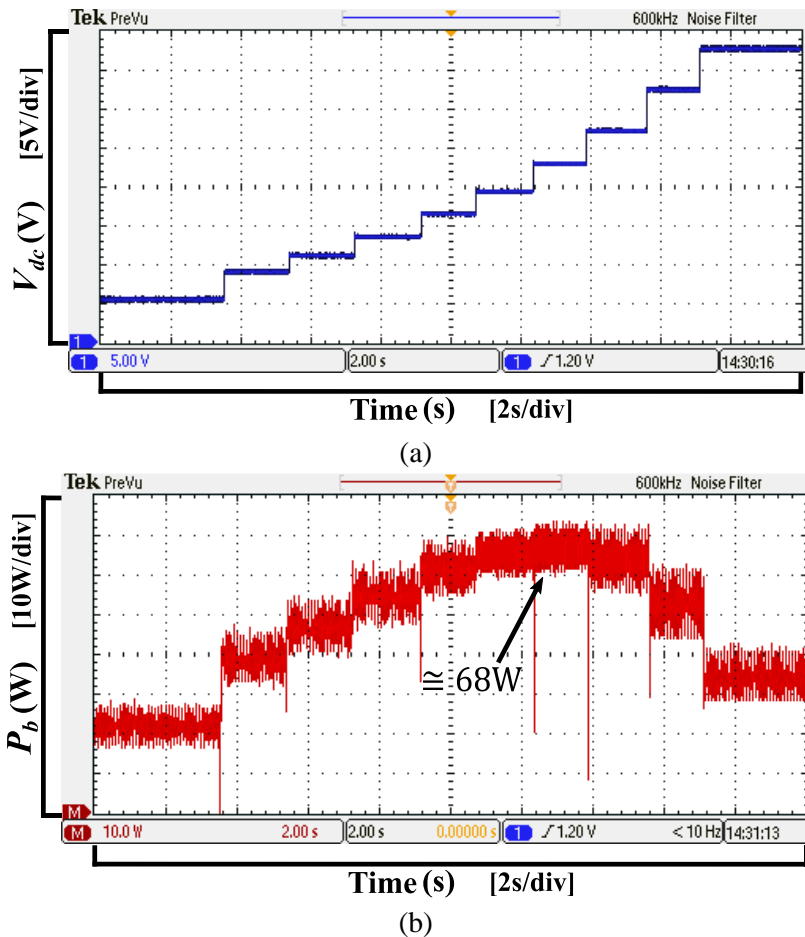 Tek PreVu 600kHz Noise Filter
V_dc (V) [5V/div]
1
1 5.00 V 2.00 s 1 ∫ 1.20 V 14:30:16
Time (s) [2s/div]
(a)
Tek PreVu 600kHz Noise Filter
T
P_b (W) [10W/div]
≅ 68W
M
M 10.0 W 2.00 s 2.00 s 0.00000 s 1 ∫ 1.20 V < 10 Hz 14:31:13
Time (s) [2s/div]
(b)